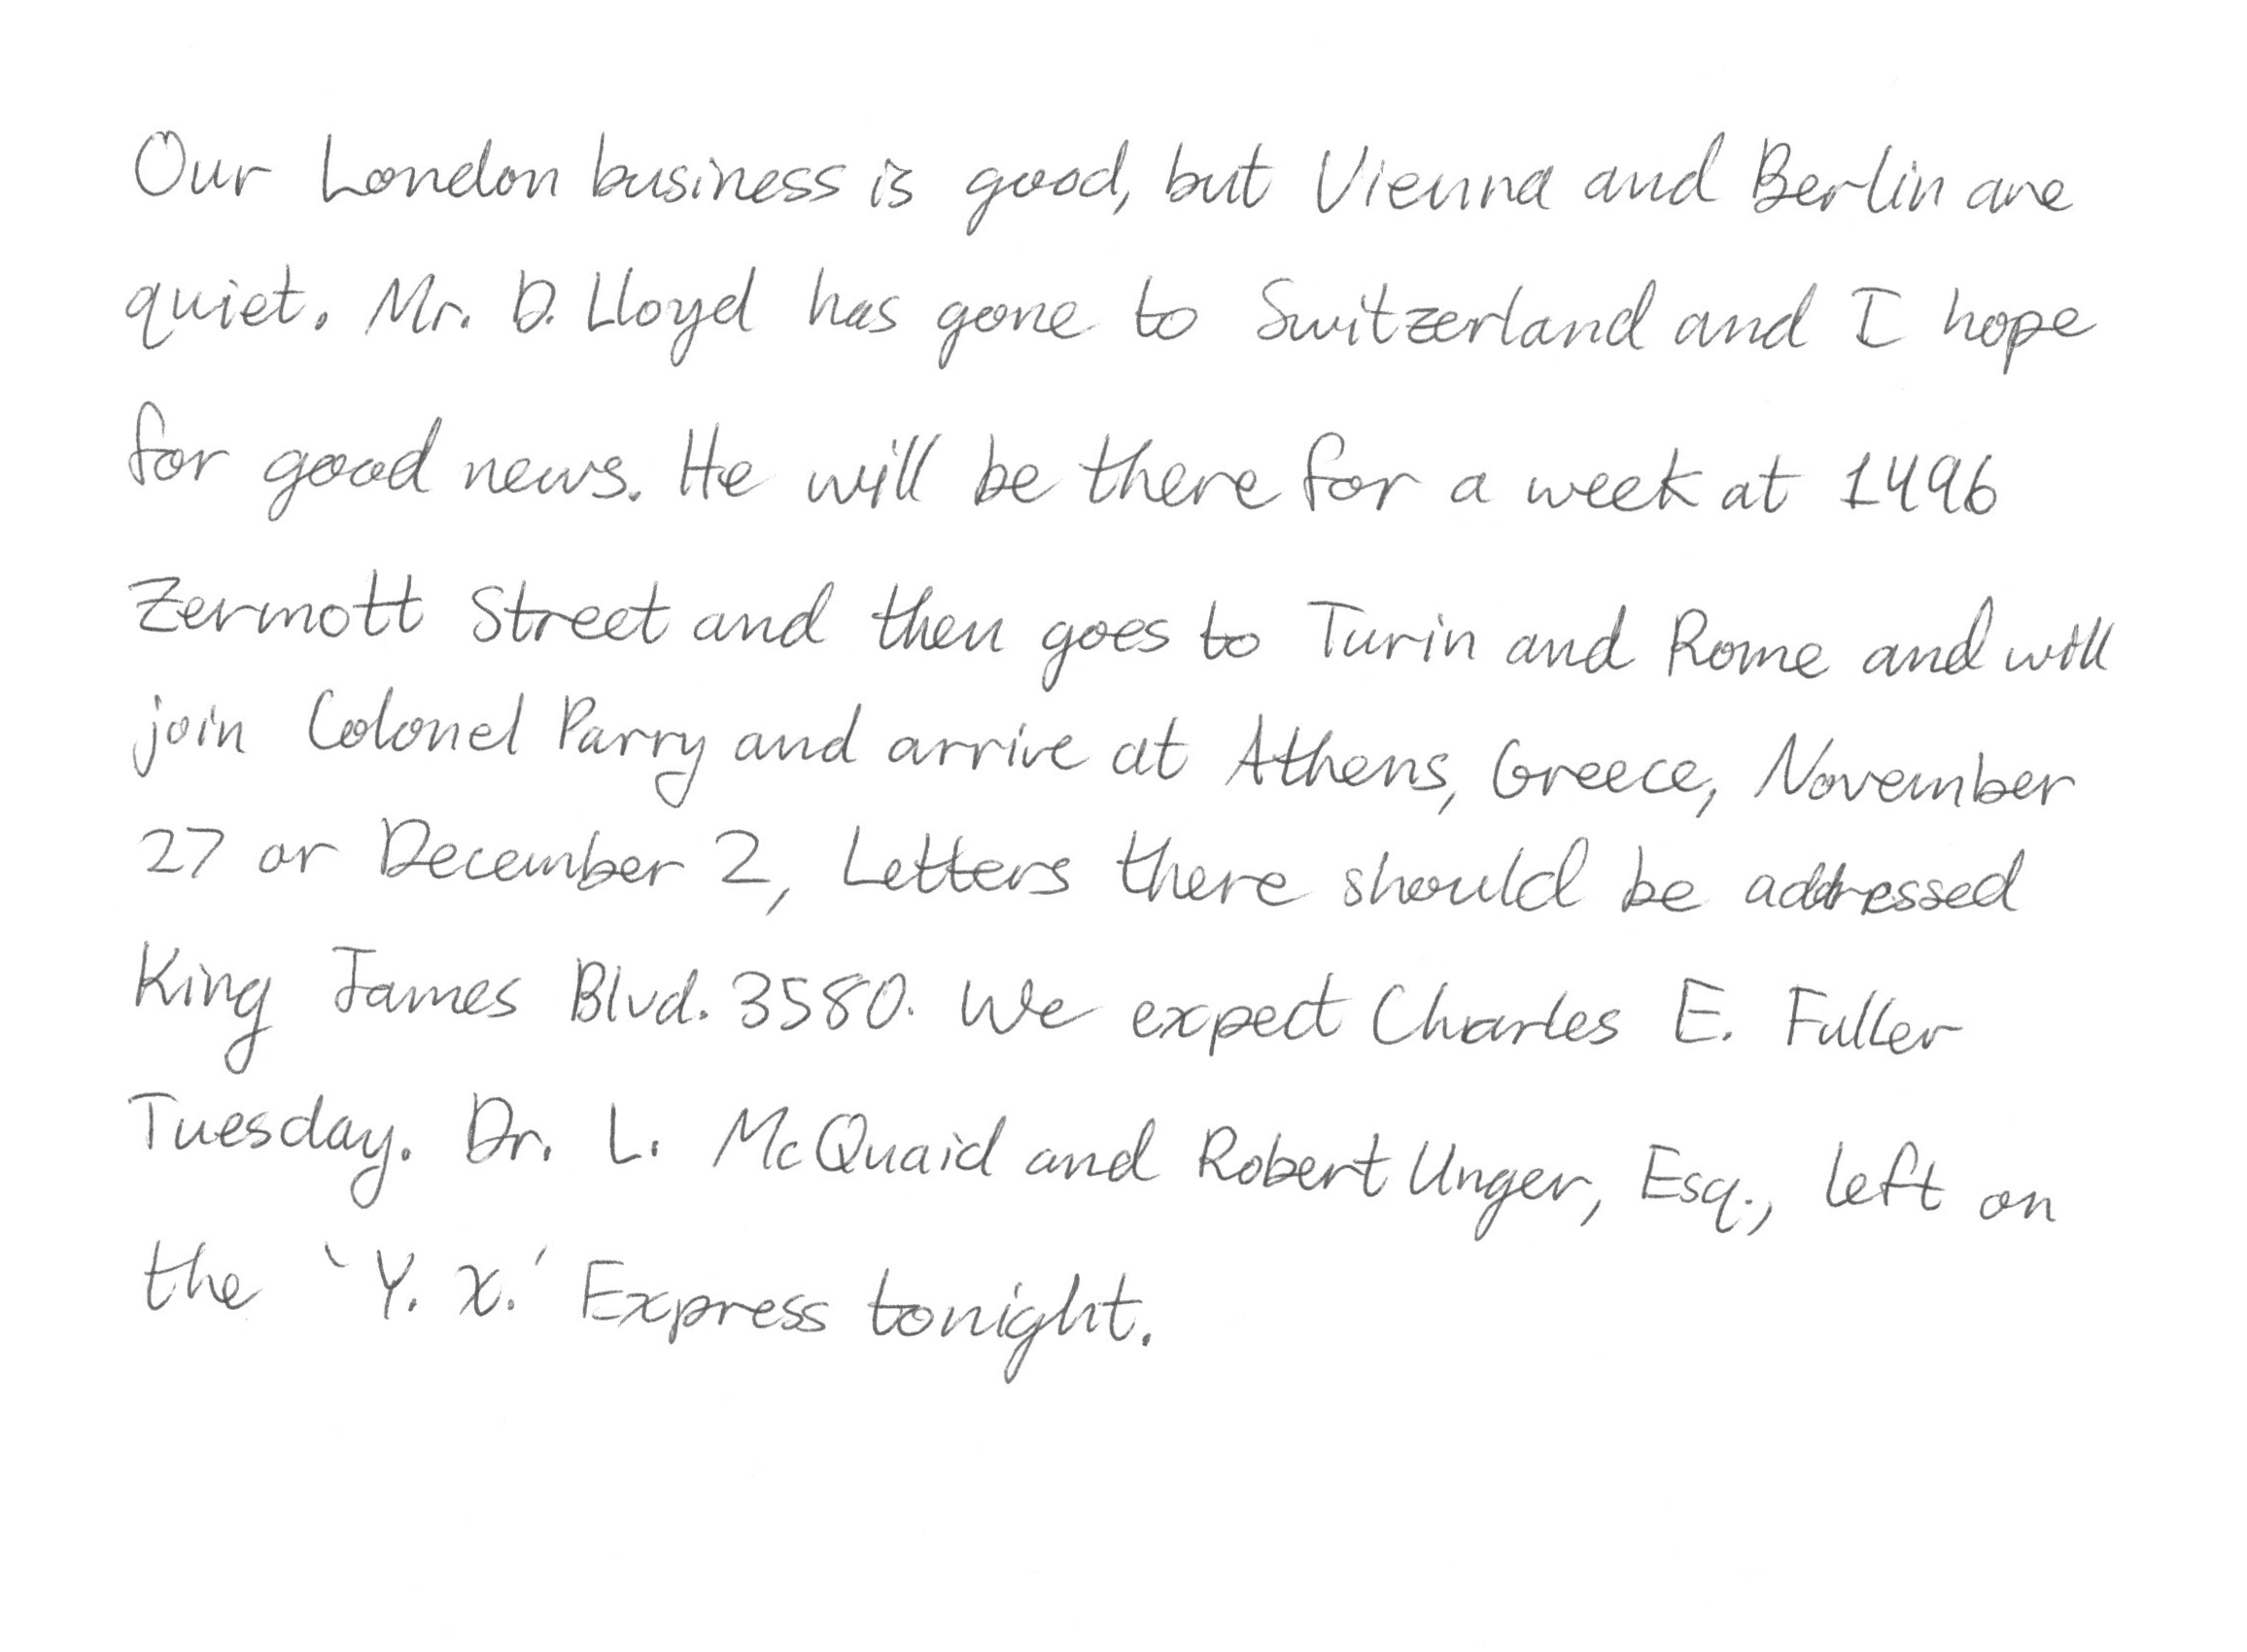 Our London business is good, but Vienna and Berlin are
quiet. Mr. D. Lloyd has gone to Switzerland and I hope
for good news. He will be there for a week at 1496
Zermott Street and then goes to Turin and Rome and will
join Colonel Parry and arrive at Athens, Greece, November
27 or December 2, Letters there should be addressed
King James Blvd. 3580. We expect Charles E. Fuller
Tuesday. Dr. L. McQuaid and Robert Unger, Esq., left on
the `Y. X.' Express tonight.